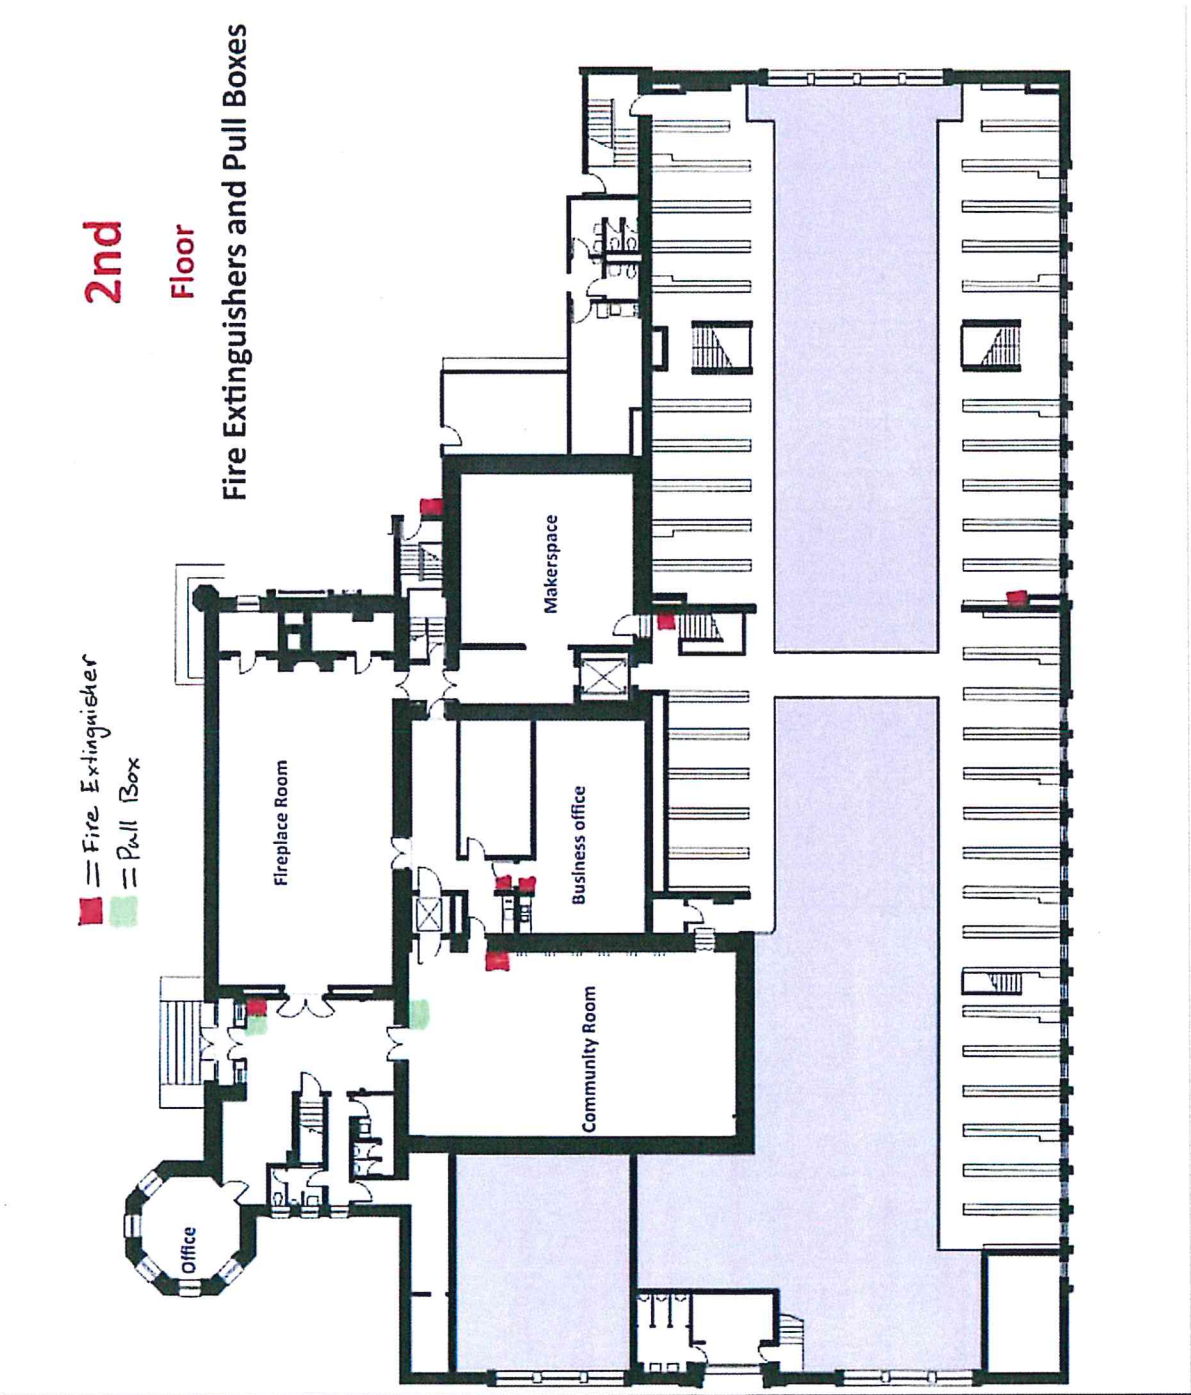 2nd
Floor
Fire Extinguishers and Pull Boxes
= Fire Extinguisher
= Pull Box
Fireplace Room
Makerspace
Business office
Community Room
Office